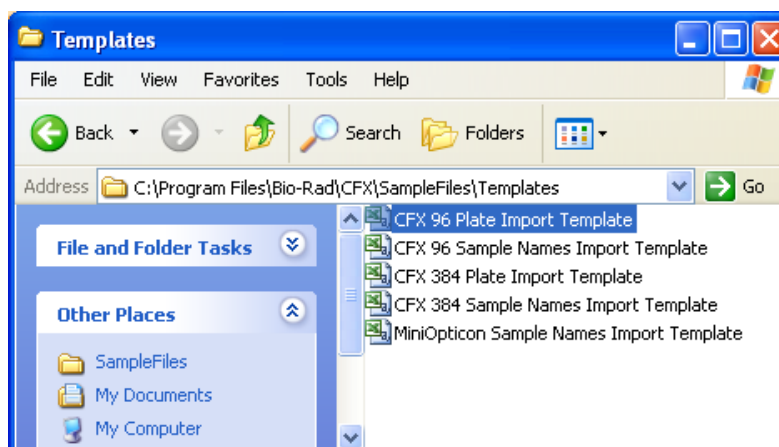 Templates
File Edit View Favorites Tools Help
Back Search Folders
Address C:\Program Files\Bio-Rad\CFX\SampleFiles\Templates Go
File and Folder Tasks
Other Places
SampleFiles
My Documents
My Computer
CFX 96 Plate Import Template
CFX 96 Sample Names Import Template
CFX 384 Plate Import Template
CFX 384 Sample Names Import Template
MiniOpticon Sample Names Import Template